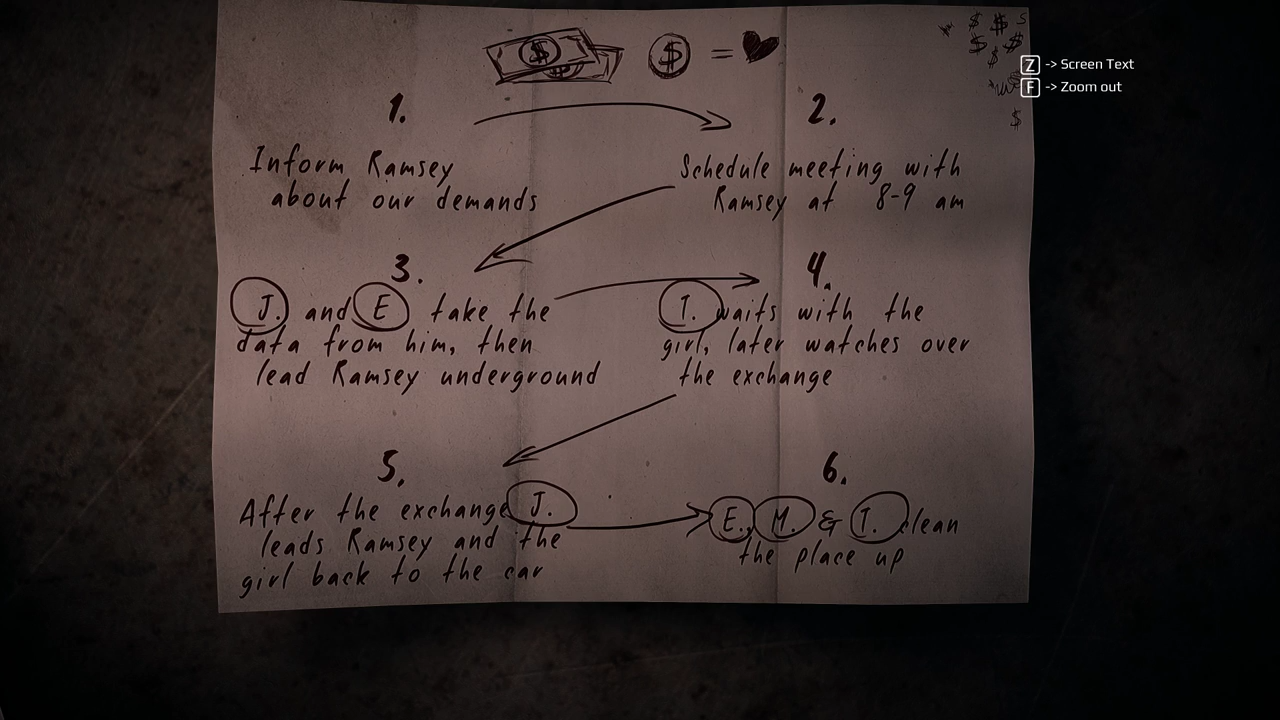 $ $ = ♥
1.
Inform Ramsey
about our demands
2.
Schedule meeting with
Ramsey at 8-9 am
3.
J. and E take the
data from him, then
lead Ramsey underground
4.
T. waits with the
girl, later watches over
the exchange
5.
After the exchange J.
leads Ramsey and the
girl back to the car
6.
E., M. & T. clean
the place up
Z -> Screen Text
F -> Zoom out